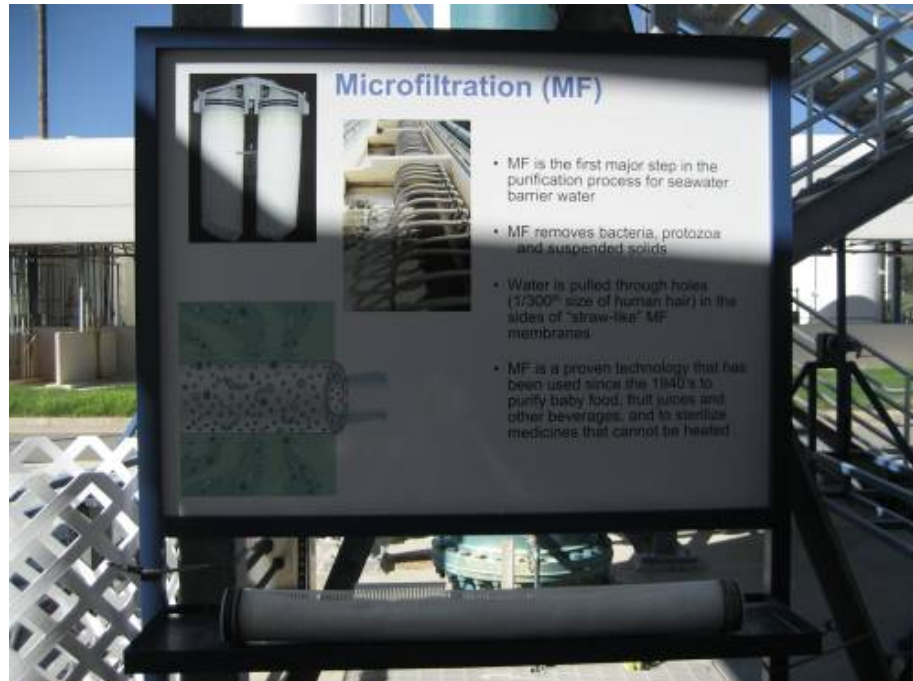 Microfiltration (MF)
• MF is the first major step in the
purification process for seawater
barrier water
• MF removes bacteria, protozoa
and suspended solids
• Water is pulled through holes
(1/300th size of human hair) in the
sides of "straw-like" MF
membranes
• MF is a proven technology that has
been used since the 1940's to
purify baby food, fruit juices and
other beverages, and to sterilize
medicines that cannot be heated